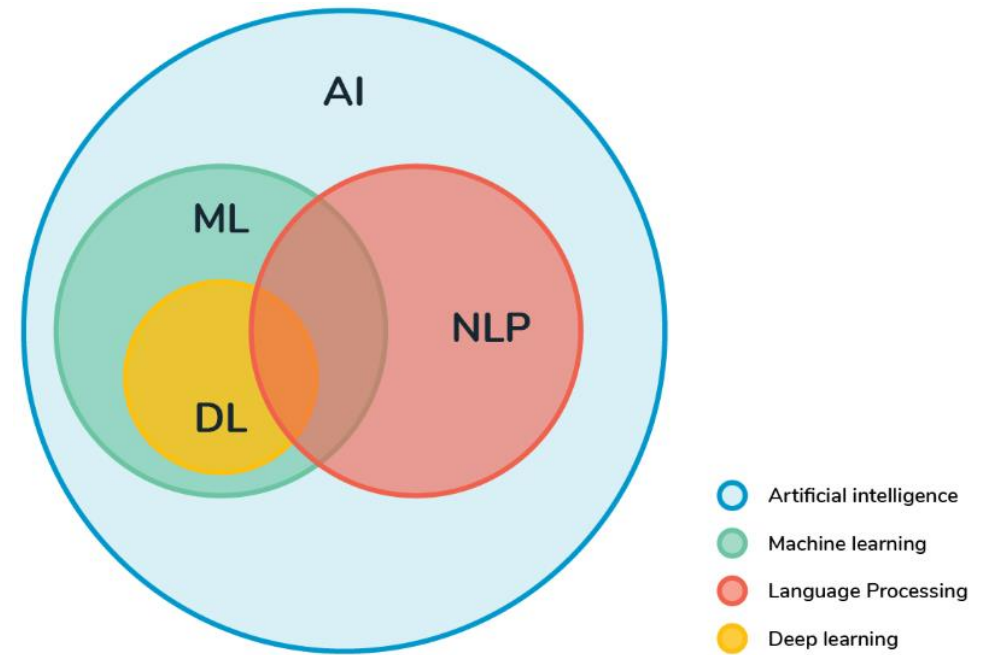 AI
ML
NLP
DL
Artificial intelligence
Machine learning
Language Processing
Deep learning